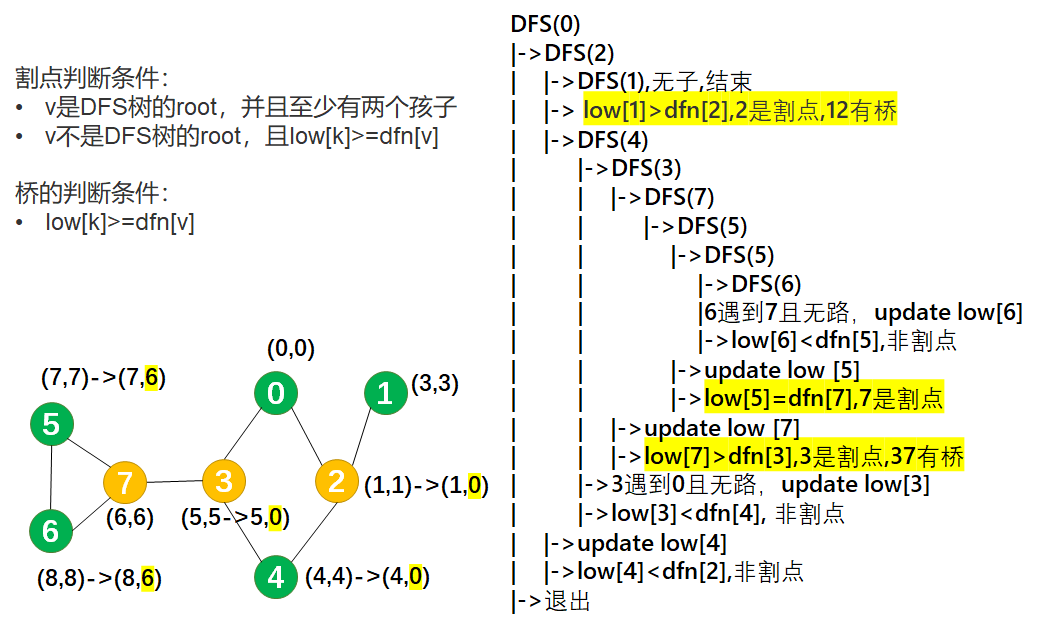 割点判断条件：
• v是DFS树的root，并且至少有两个孩子
• v不是DFS树的root，且low[k]>=dfn[v]
桥的判断条件：
• low[k]>=dfn[v]
(0,0)
(7,7)->(7,6)
0
1
(3,3)
5
7
3
2
(1,1)->(1,0)
(6,6)
(5,5->5,0)
6
(8,8)->(8,6)
4
(4,4)->(4,0)
DFS(0)
|->DFS(2)
| |->DFS(1),无子,结束
| |-> low[1]>dfn[2],2是割点,12有桥
| |->DFS(4)
| |->DFS(3)
| | |->DFS(7)
| | |->DFS(5)
| | |->DFS(5)
| | |->DFS(6)
| | |6遇到7且无路，update low[6]
| | |->low[6]<dfn[5],非割点
| | |->update low [5]
| | |->low[5]=dfn[7],7是割点
| | |->update low [7]
| | |->low[7]>dfn[3],3是割点,37有桥
| |->3遇到0且无路，update low[3]
| |->low[3]<dfn[4], 非割点
| |->update low[4]
| |->low[4]<dfn[2],非割点
|->退出